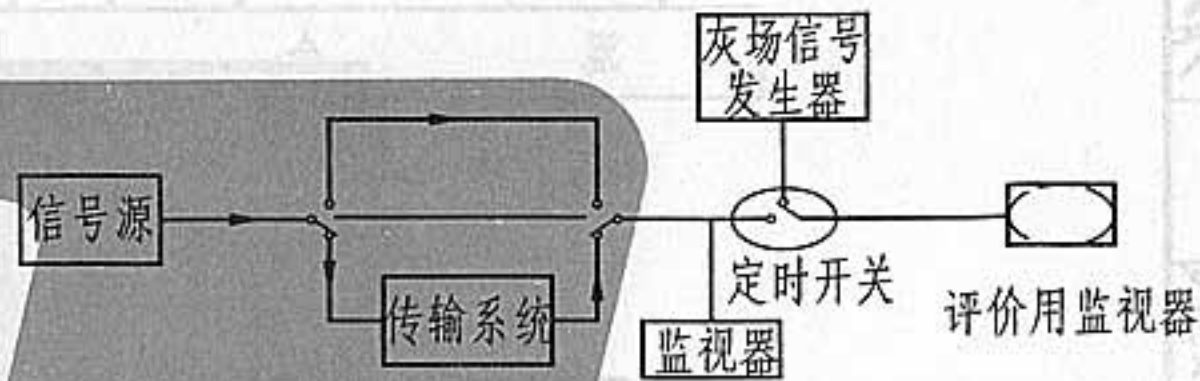 灰场信号
发生器
信号源
定时开关
传输系统
监视器
评价用监视器